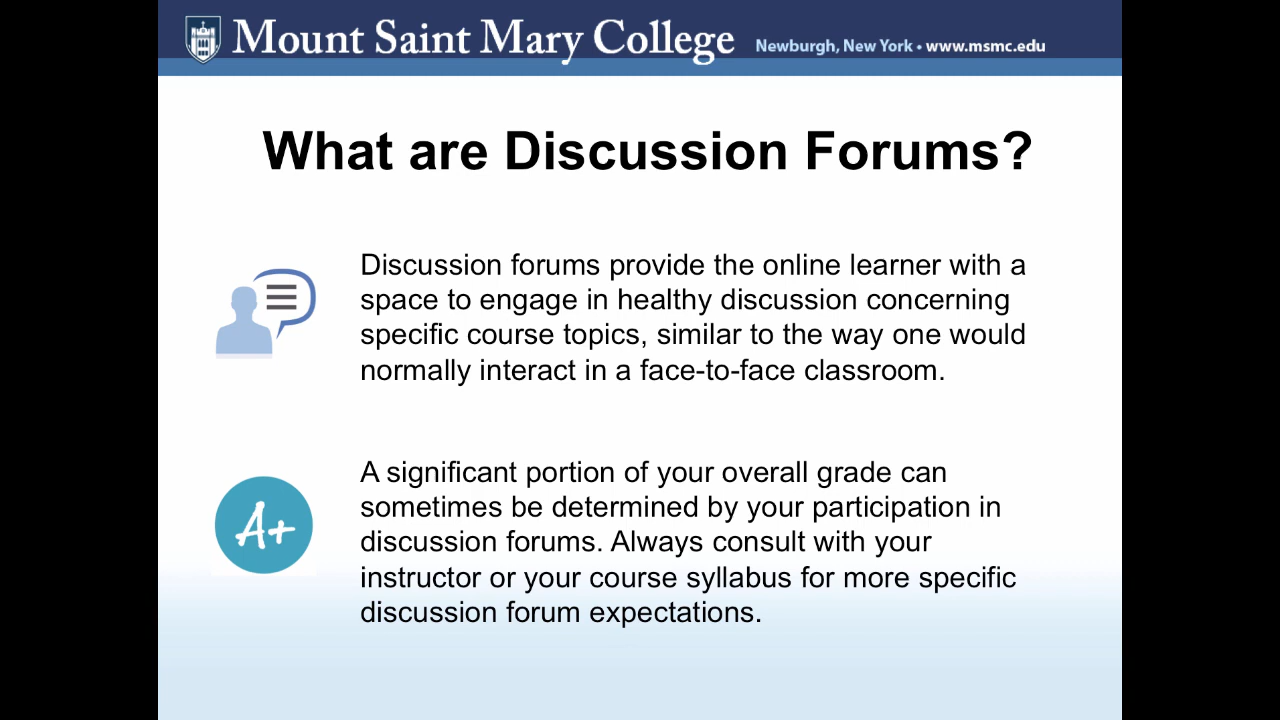 Mount Saint Mary College Newburgh, New York • www.msmc.edu
What are Discussion Forums?
Discussion forums provide the online learner with a
space to engage in healthy discussion concerning
specific course topics, similar to the way one would
normally interact in a face-to-face classroom.
A+
A significant portion of your overall grade can
sometimes be determined by your participation in
discussion forums. Always consult with your
instructor or your course syllabus for more specific
discussion forum expectations.